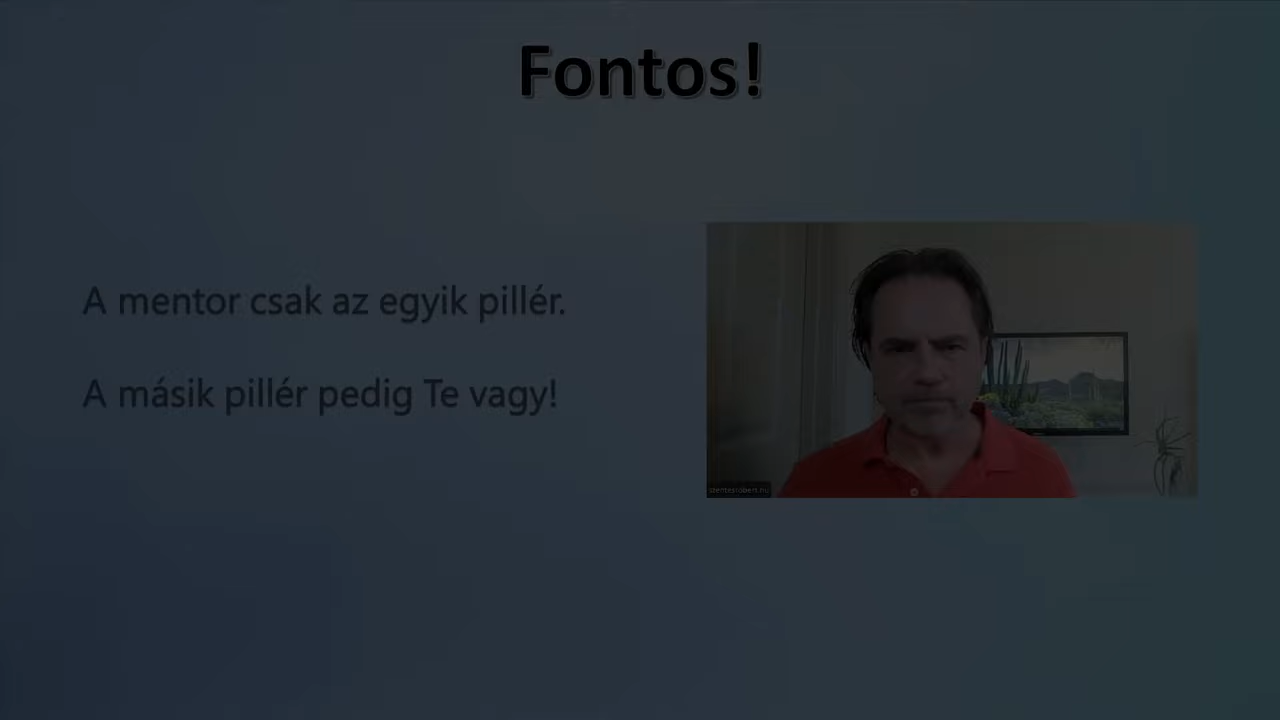 Fontos!
A mentor csak az egyik pillér.
A másik pillér pedig Te vagy!